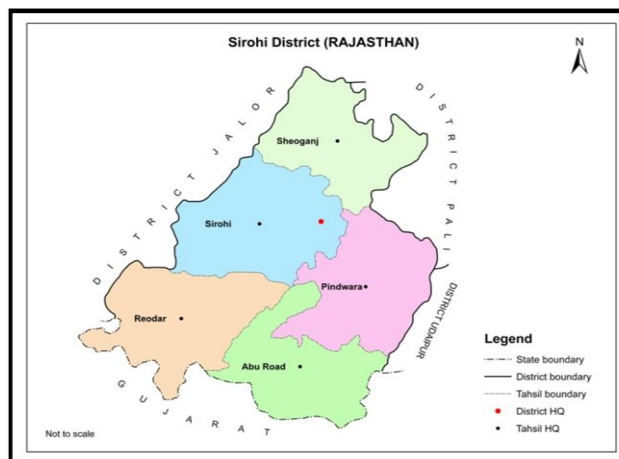 Sirohi District (RAJASTHAN)
N
DISTRICT JALOR
DISTRICT PALI
Sheoganj
Sirohi
Pindwara
DISTRICT UDAIPUR
Reodar
Abu Road
GUJARAT
Legend
State boundary
District boundary
Tahsil boundary
District HQ
Tahsil HQ
Not to scale